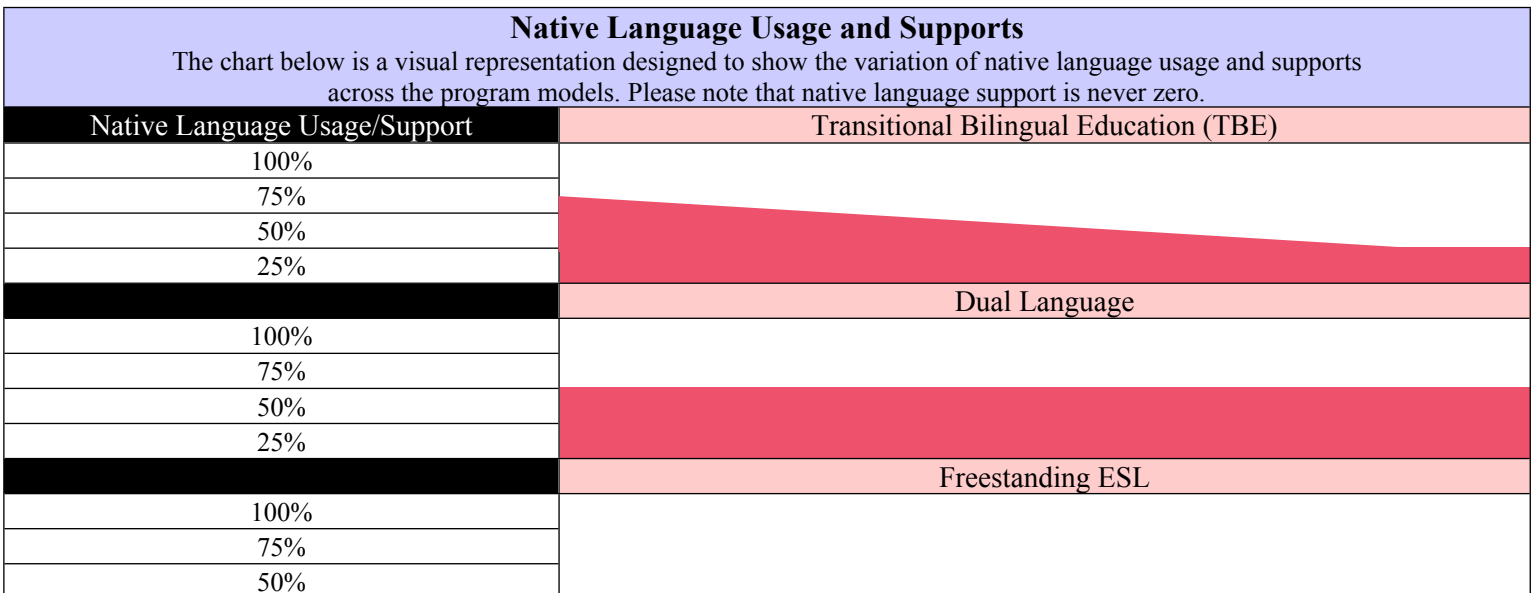 Native Language Usage and Supports
The chart below is a visual representation designed to show the variation of native language usage and supports
across the program models. Please note that native language support is never zero.
Native Language Usage/Support
Transitional Bilingual Education (TBE)
100%
75%
50%
25%
Dual Language
100%
75%
50%
25%
Freestanding ESL
100%
75%
50%